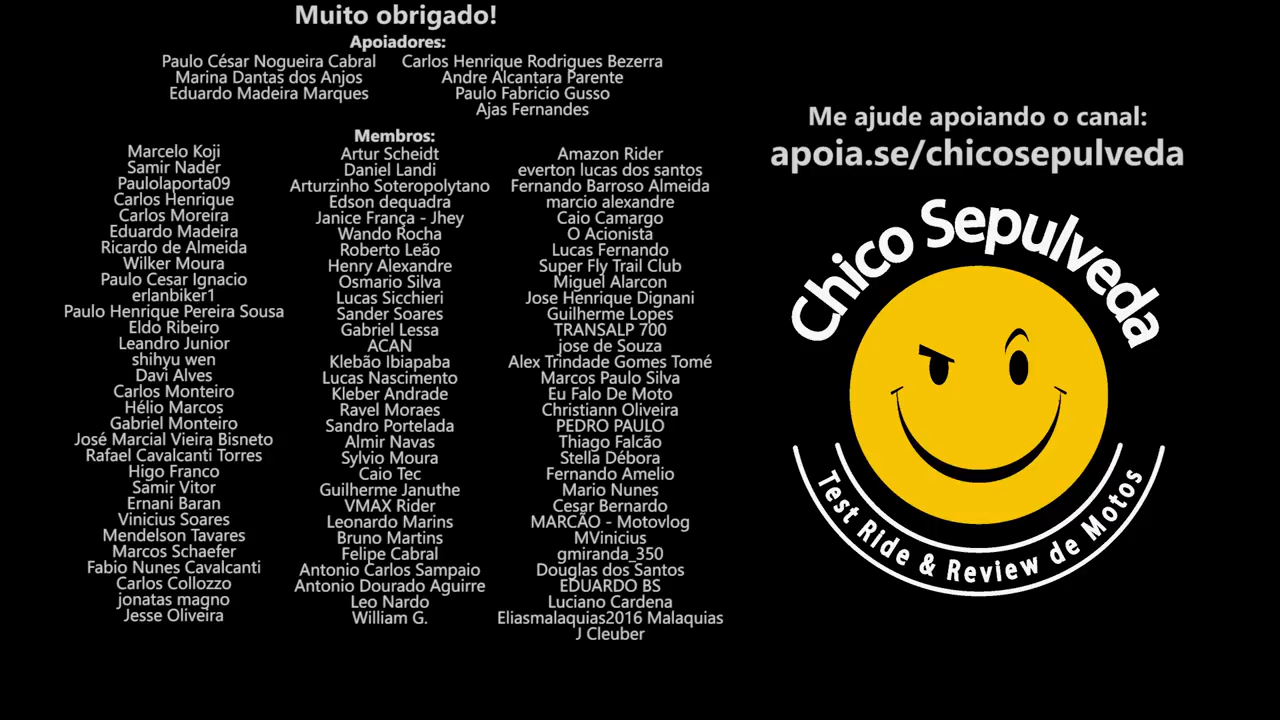 Muito obrigado!
Apoiadores:
Paulo César Nogueira Cabral
Marina Dantas dos Anjos
Eduardo Madeira Marques
Carlos Henrique Rodrigues Bezerra
Andre Alcantara Parente
Paulo Fabricio Gusso
Ajas Fernandes
Membros:
Marcelo Koji
Samir Nader
Paulolaporta09
Carlos Henrique
Carlos Moreira
Eduardo Madeira
Ricardo de Almeida
Wilker Moura
Paulo Cesar Ignacio
erlanbiker1
Paulo Henrique Pereira Sousa
Eldo Ribeiro
Leandro Junior
shihyu wen
Davi Alves
Carlos Monteiro
Hélio Marcos
Gabriel Monteiro
José Marcial Vieira Bisneto
Rafael Cavalcanti Torres
Higo Franco
Samir Vitor
Ernani Baran
Vinicius Soares
Mendelson Tavares
Marcos Schaefer
Fabio Nunes Cavalcanti
Carlos Collozzo
jonatas magno
Jesse Oliveira
Artur Scheidt
Daniel Landi
Arturzinho Soteropolytano
Edson dequadra
Janice França - Jhey
Wando Rocha
Roberto Leão
Henry Alexandre
Osmario Silva
Lucas Sicchieri
Sander Soares
Gabriel Lessa
ACAN
Klebão Ibiapaba
Lucas Nascimento
Kleber Andrade
Ravel Moraes
Sandro Portelada
Almir Navas
Sylvio Moura
Caio Tec
Guilherme Januthe
VMAX Rider
Leonardo Marins
Bruno Martins
Felipe Cabral
Antonio Carlos Sampaio
Antonio Dourado Aguirre
Leo Nardo
William G.
Amazon Rider
everton lucas dos santos
Fernando Barroso Almeida
marcio alexandre
Caio Camargo
O Acionista
Lucas Fernando
Super Fly Trail Club
Miguel Alarcon
Jose Henrique Dignani
Guilherme Lopes
TRANSALP 700
jose de Souza
Alex Trindade Gomes Tomé
Marcos Paulo Silva
Eu Falo De Moto
Christiann Oliveira
PEDRO PAULO
Thiago Falcão
Stella Débora
Fernando Amelio
Mario Nunes
Cesar Bernardo
MARCÃO - Motovlog
MVinicius
gmiranda_350
Douglas dos Santos
EDUARDO BS
Luciano Cardena
Eliasmalaquias2016 Malaquias
J Cleuber
Me ajude apoiando o canal:
apoia.se/chicosepulveda
Chico Sepulveda
Test Ride & Review de Motos